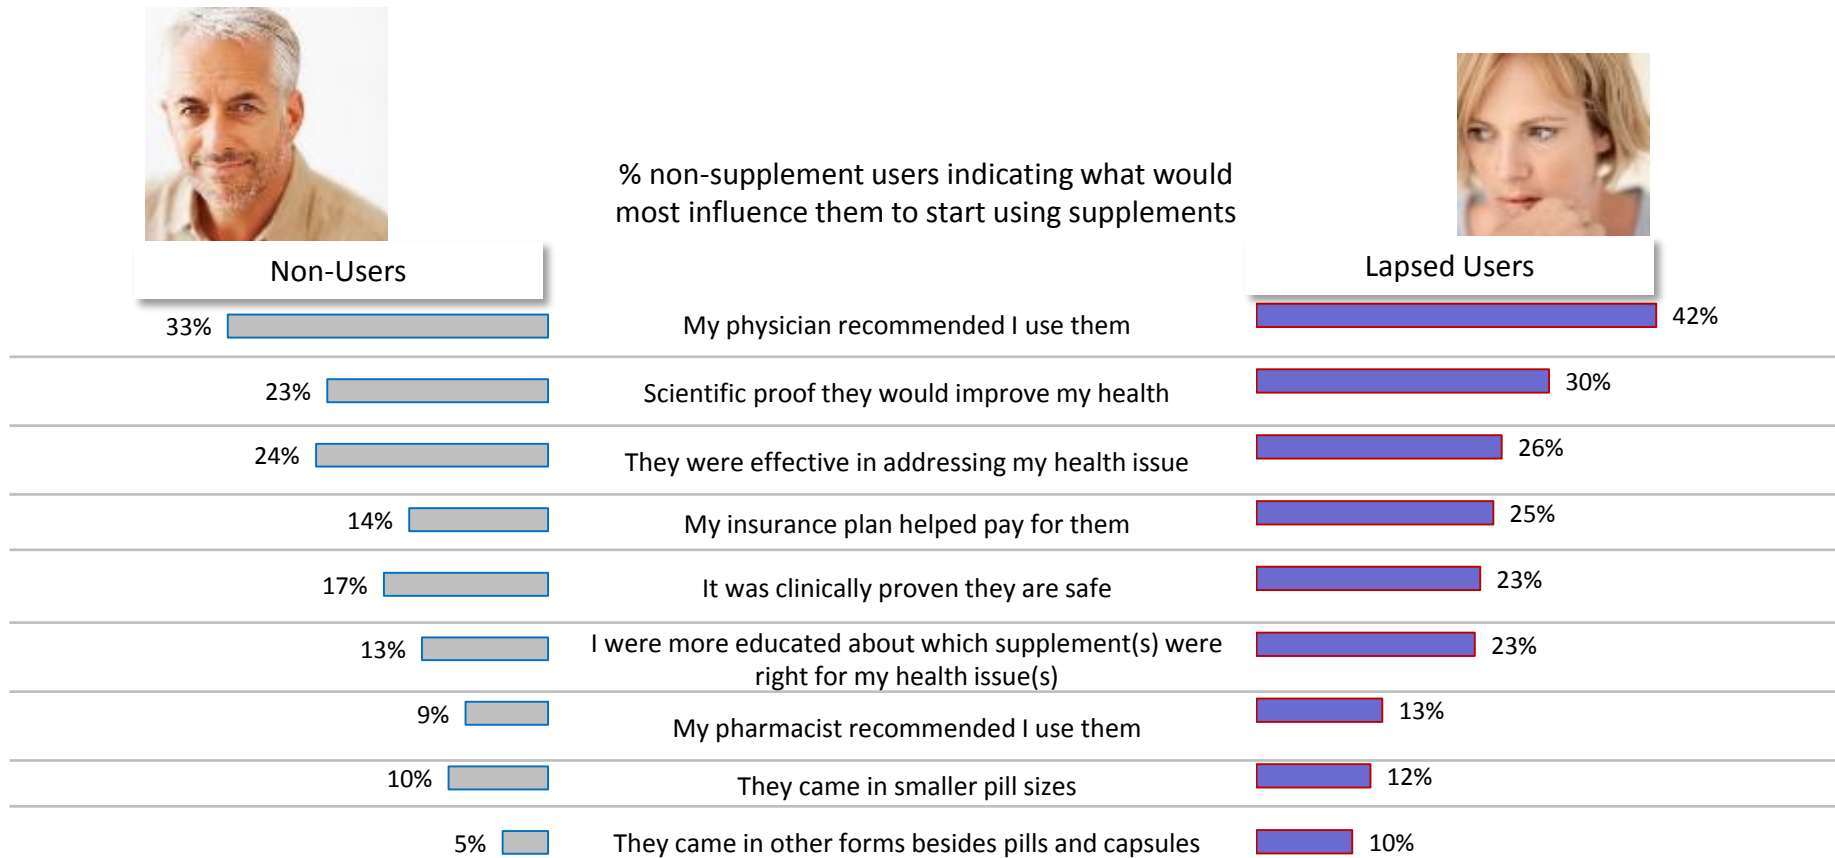 % non-supplement users indicating what would
most influence them to start using supplements
Non-Users
Lapsed Users
33%
My physician recommended I use them
42%
23%
Scientific proof they would improve my health
30%
24%
They were effective in addressing my health issue
26%
14%
My insurance plan helped pay for them
25%
17%
It was clinically proven they are safe
23%
13%
I were more educated about which supplement(s) were
right for my health issue(s)
23%
9%
My pharmacist recommended I use them
13%
10%
They came in smaller pill sizes
12%
5%
They came in other forms besides pills and capsules
10%